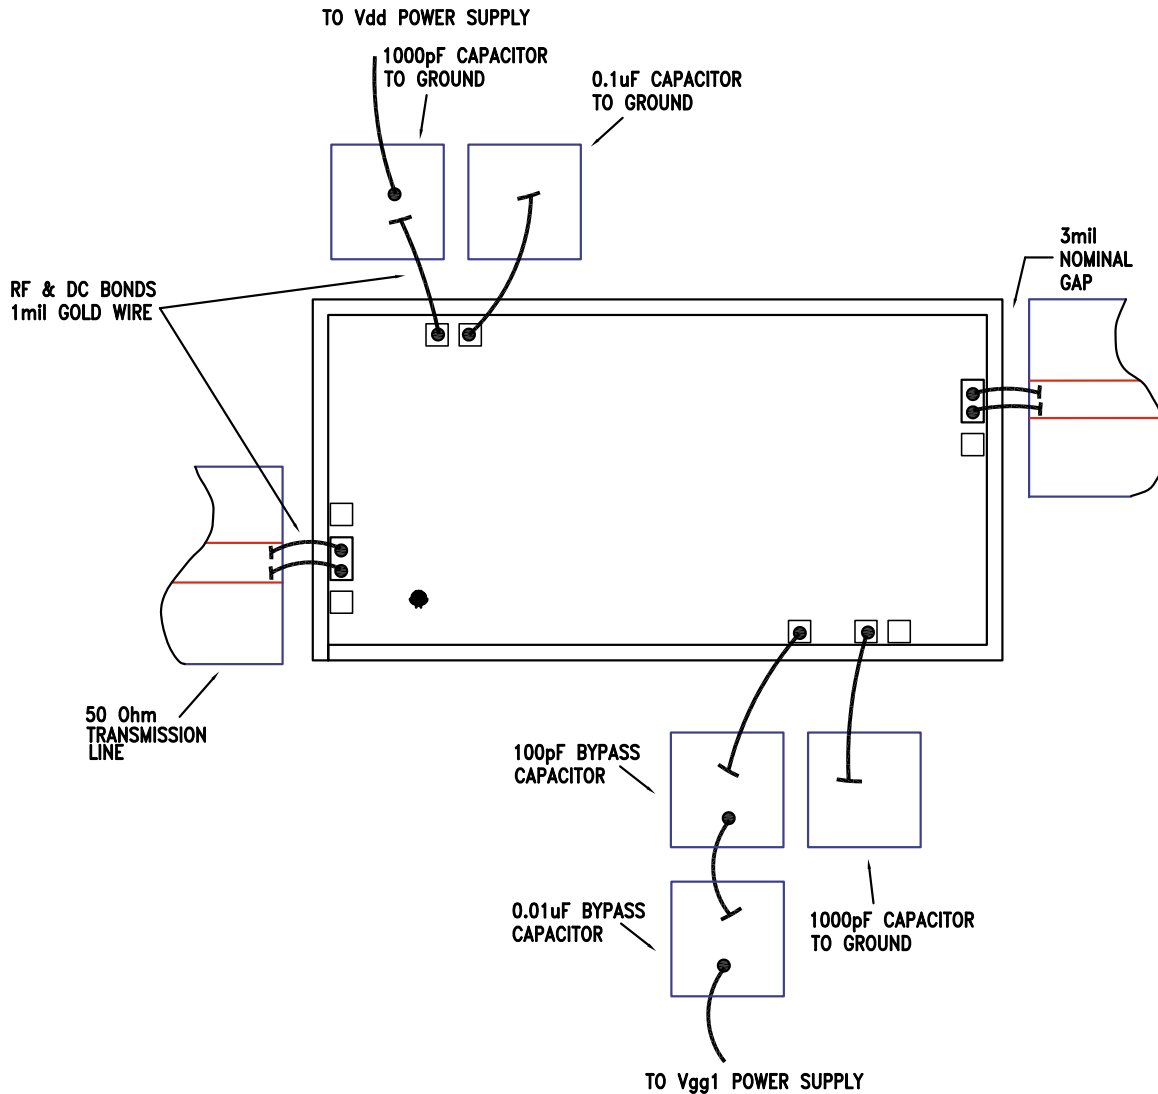 TO Vdd POWER SUPPLY
1000pF CAPACITOR
TO GROUND
0.1uF CAPACITOR
TO GROUND
3mil
NOMINAL
GAP
RF & DC BONDS
1mil GOLD WIRE
50 Ohm
TRANSMISSION
LINE
100pF BYPASS
CAPACITOR
0.01uF BYPASS
CAPACITOR
1000pF CAPACITOR
TO GROUND
TO Vgg1 POWER SUPPLY